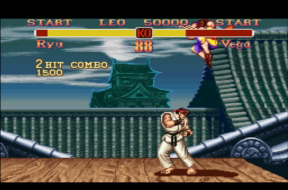 START LEO 50000 START
KO
Ryu 88 Vega
2 HIT COMBO
1500